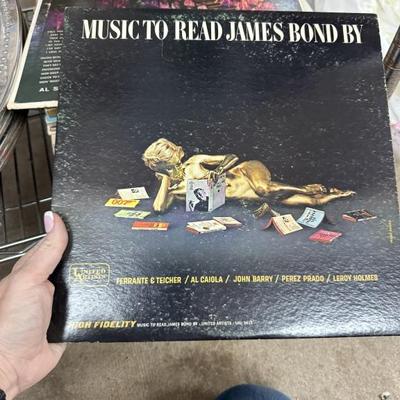 MUSIC TO READ JAMES BOND BY
AL S
007
UNITED
ARTISTS
FERRANTE & TEICHER / AL CAIOLA / JOHN BARRY / PEREZ PRADO / LEROY HOLMES
HIGH FIDELITY MUSIC TO READ JAMES BOND BY • UNITED ARTISTS